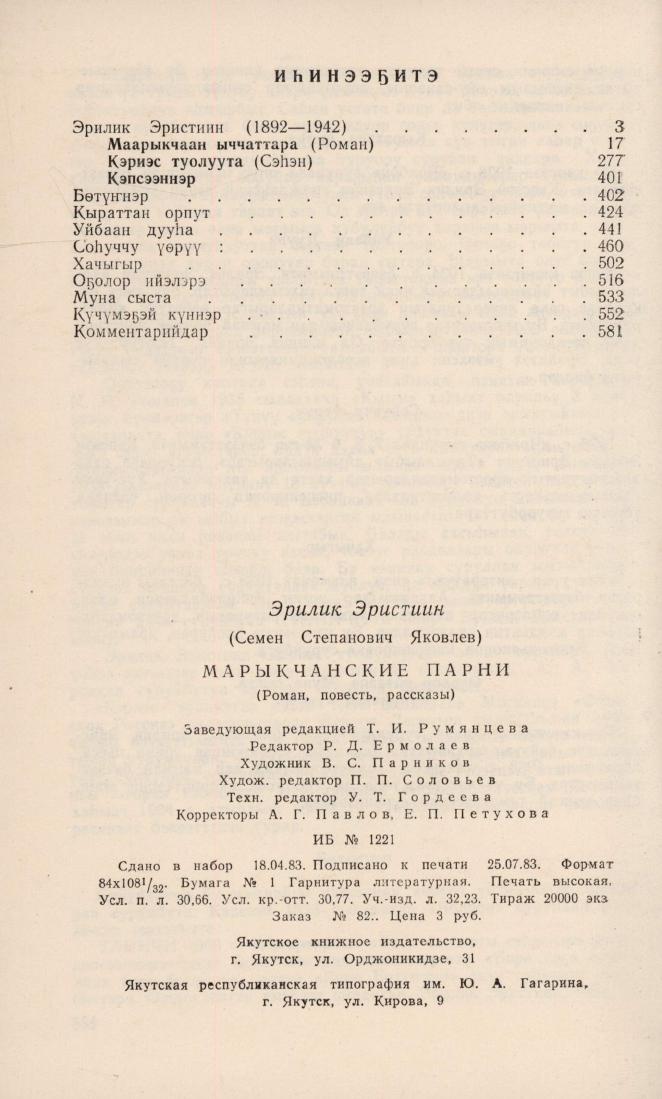 ИҺИНЭЭҔИТЭ
Эрилик Эристиин (1892—1942) . . . . . . . . 3
Маарыкчаан ыччаттара (Роман) 17
Кэриэс туолуута (Сэһэн) 277
Кэпсээннэр 401
Бөтүҥнэр . . . . . . . . . . . . . . 402
Кыраттан орпут . . . . . . . . . . . . 424
Уйбаан дууһа . . . . . . . . . . . . . 441
Соһуччу үөрүү : . . . . . . . . . . . . 460
Хачыгыр . . . . . . . . . . . . . . 502
Оҕолор ийэлэрэ . . . . . . . . . . . . 516
Муна сыста . . . . . . . . . . . . . 533
Күчүмэҕэй күннэр . . . . . . . . . . . . 552
Комментарийдар . . . . . . . . . . . . 581
Эрилик Эристиин
(Семен Степанович Яковлев)
МАРЫКЧАНСКИЕ ПАРНИ
(Роман, повесть, рассказы)
Заведующая редакцией Т. И. Румянцева
Редактор Р. Д. Ермолаев
Художник В. С. Парников
Худож. редактор П. П. Соловьев
Техн. редактор У. Т. Гордеева
Корректоры А. Г. Павлов, Е. П. Петухова
ИБ № 1221
Сдано в набор 18.04.83. Подписано к печати 25.07.83. Формат
84х108¹/₃₂. Бумага № 1 Гарнитура литературная. Печать высокая.
Усл. п. л. 30,66. Усл. кр.-отт. 30,77. Уч.-изд. л. 32,23. Тираж 20000 экз.
Заказ № 82.. Цена 3 руб.
Якутское книжное издательство,
г. Якутск, ул. Орджоникидзе, 31
Якутская республиканская типография им. Ю. А. Гагарина,
г. Якутск, ул. Кирова, 9